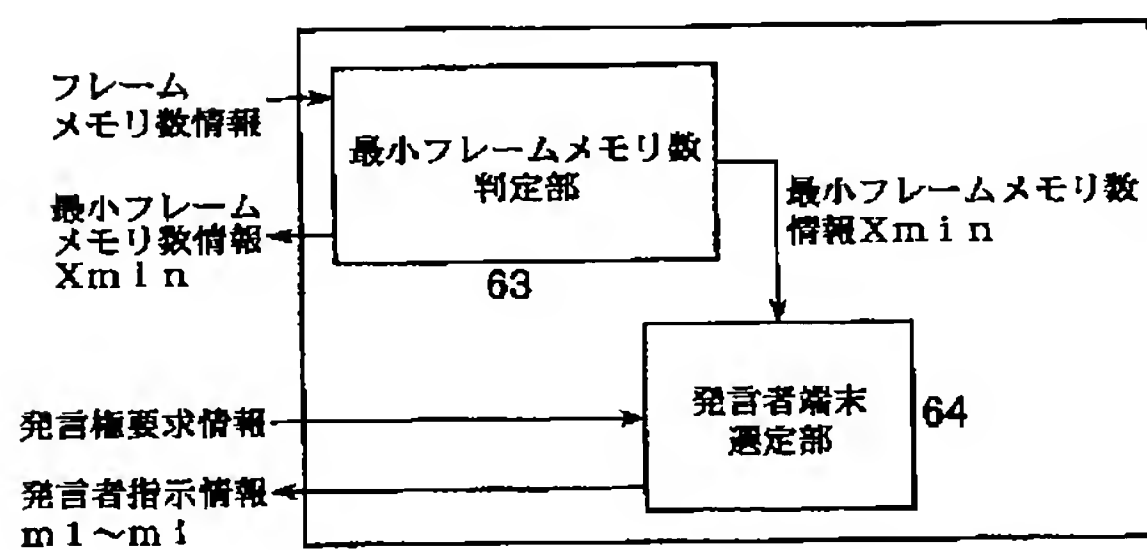 フレーム
メモリ数情報
最小フレームメモリ数
判定部
最小フレーム
メモリ数情報
Xmin
最小フレームメモリ数
情報Xmin
63
発言者端末
選定部
64
発言権要求情報
発言者指示情報
m1~mi